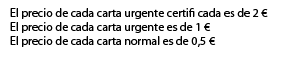 El precio de cada carta urgente certifi cada es de 2 €
El precio de cada carta urgente es de 1 €
El precio de cada carta normal es de 0,5 €